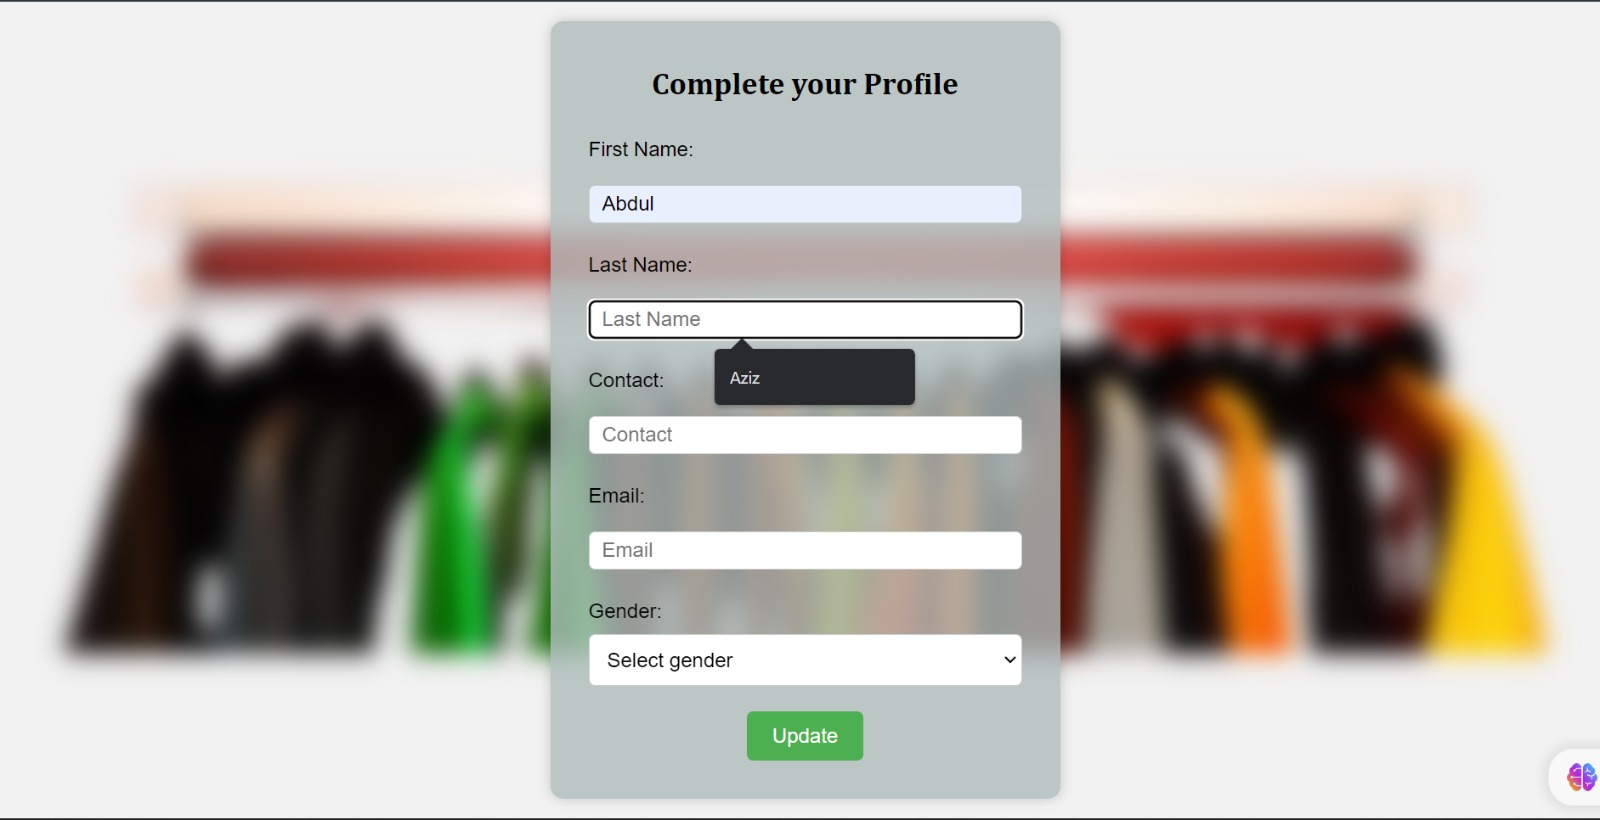 Complete your Profile
First Name:
Abdul
Last Name:
Last Name
Aziz
Contact:
Contact
Email:
Email
Gender:
Select gender
Update